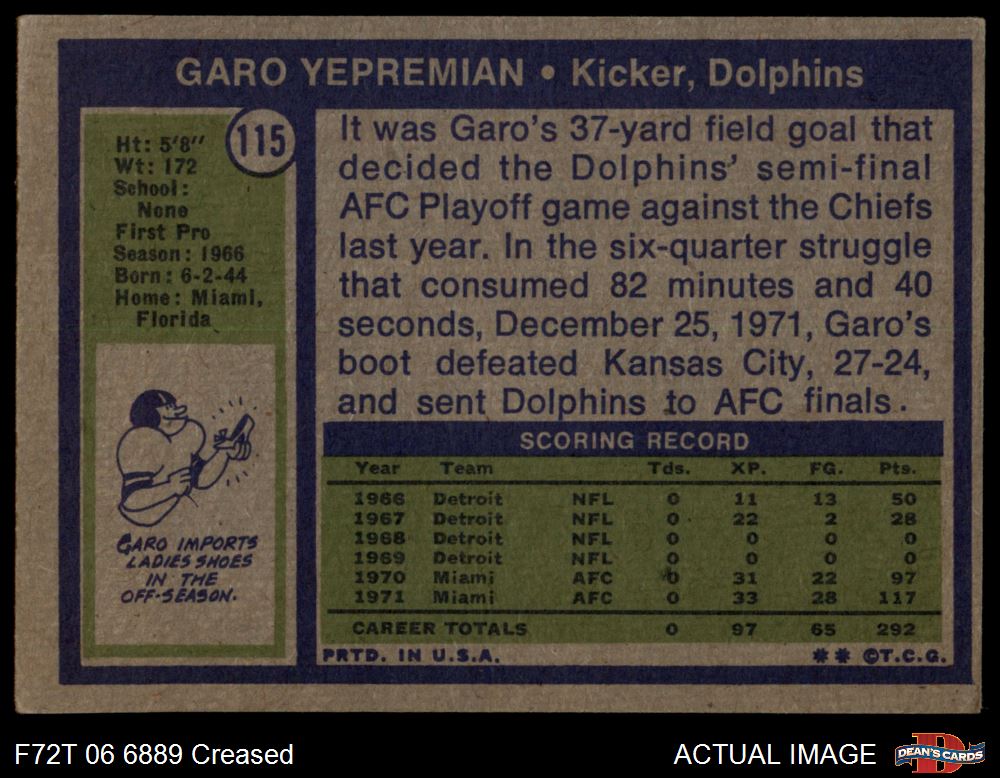 GARO YEPREMIAN • Kicker, Dolphins
115
Ht: 5'8"
Wt: 172
School:
None
First Pro
Season: 1966
Born: 6-2-44
Home: Miami,
Florida
GARO IMPORTS
LADIES SHOES
IN THE
OFF-SEASON.
It was Garo's 37-yard field goal that
decided the Dolphins' semi-final
AFC Playoff game against the Chiefs
last year. In the six-quarter struggle
that consumed 82 minutes and 40
seconds, December 25, 1971, Garo's
boot defeated Kansas City, 27-24,
and sent Dolphins to AFC finals.
SCORING RECORD
Year Team Tds. XP. FG. Pts.
1966 Detroit NFL 0 11 13 50
1967 Detroit NFL 0 22 2 28
1968 Detroit NFL 0 0 0 0
1969 Detroit NFL 0 0 0 0
1970 Miami AFC 0 31 22 97
1971 Miami AFC 0 33 28 117
CAREER TOTALS 0 97 65 292
PRTD. IN U.S.A. ** ©T.C.G.
F72T 06 6889 Creased ACTUAL IMAGE
DEAN'S CARDS